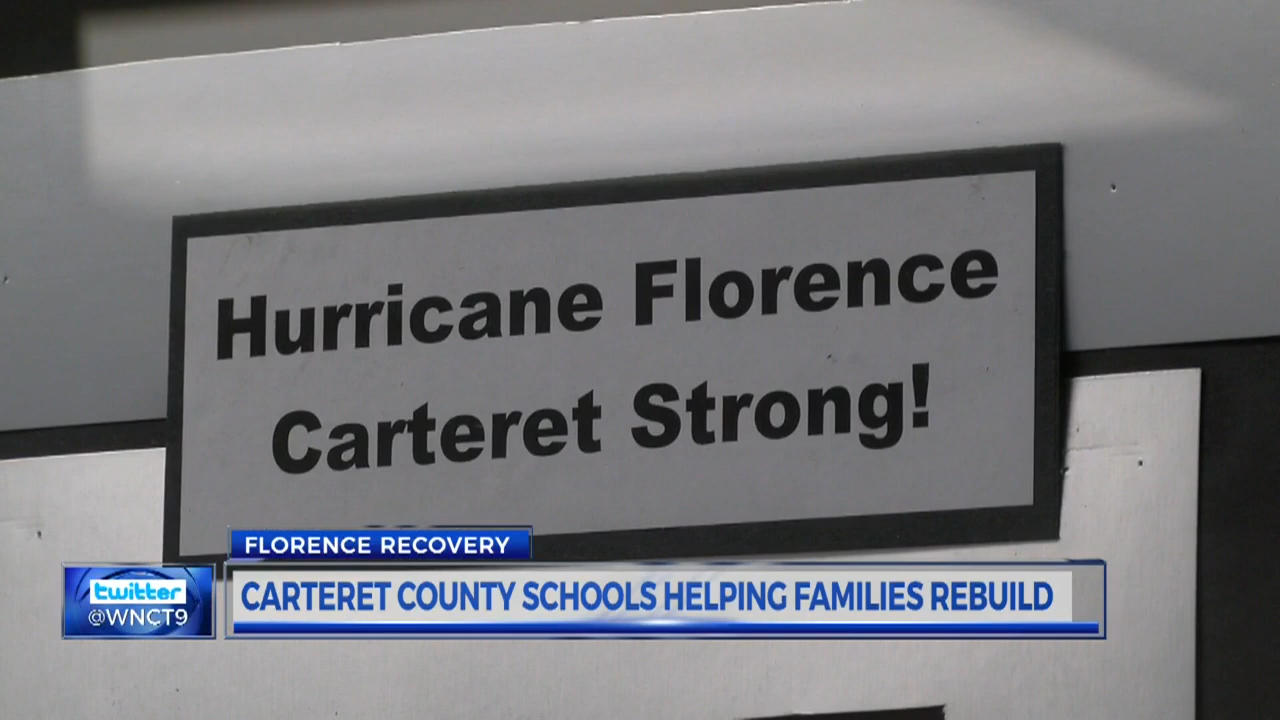 Hurricane Florence
Carteret Strong!
FLORENCE RECOVERY
twitter
@WNCT9
CARTERET COUNTY SCHOOLS HELPING FAMILIES REBUILD